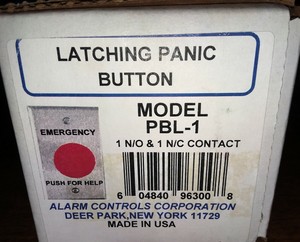 LATCHING PANIC
BUTTON
MODEL
PBL-1
1 N/O & 1 N/C CONTACT
EMERGENCY
PUSH FOR HELP
6 04840 96300 8
ALARM CONTROLS CORPORATION
DEER PARK, NEW YORK 11729
MADE IN USA